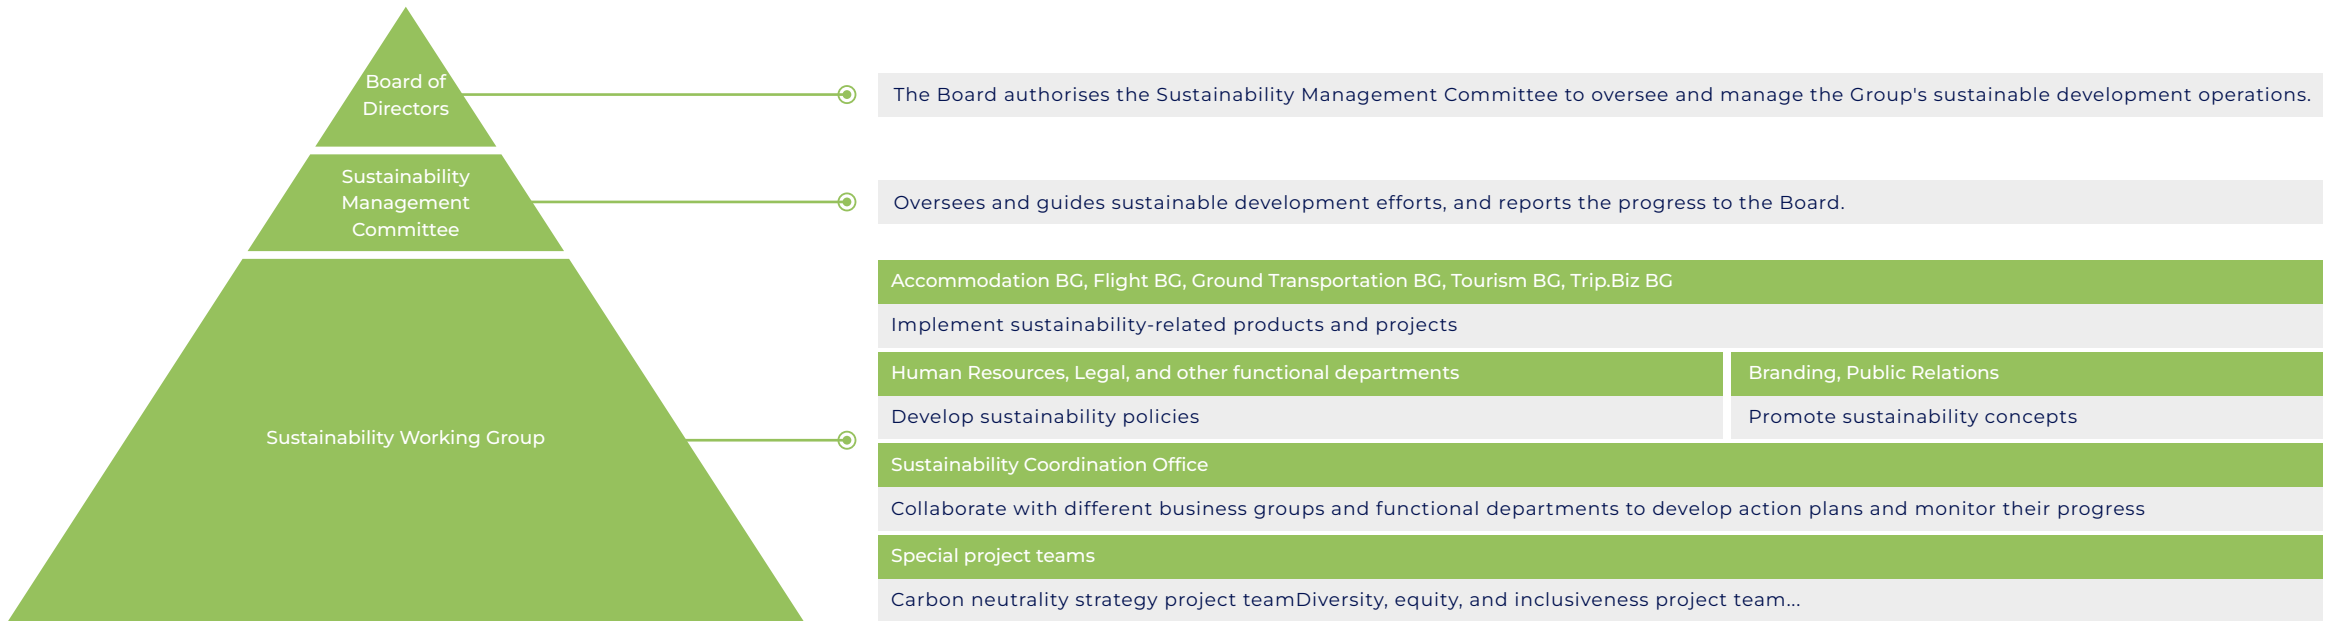 Board of
Directors
The Board authorises the Sustainability Management Committee to oversee and manage the Group's sustainable development operations.
Sustainability
Management
Committee
Oversees and guides sustainable development efforts, and reports the progress to the Board.
Sustainability Working Group
Accommodation BG, Flight BG, Ground Transportation BG, Tourism BG, Trip.Biz BG
Implement sustainability-related products and projects
Human Resources, Legal, and other functional departments
Develop sustainability policies
Branding, Public Relations
Promote sustainability concepts
Sustainability Coordination Office
Collaborate with different business groups and functional departments to develop action plans and monitor their progress
Special project teams
Carbon neutrality strategy project teamDiversity, equity, and inclusiveness project team...